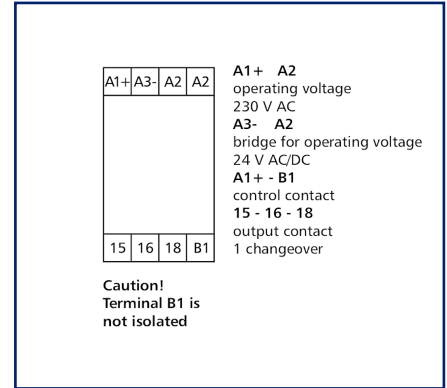 A1+ A3- A2 A2
15 16 18 B1
Caution!
Terminal B1 is
not isolated
A1+ A2
operating voltage
230 V AC
A3- A2
bridge for operating voltage
24 V AC/DC
A1+ - B1
control contact
15 - 16 - 18
output contact
1 changeover